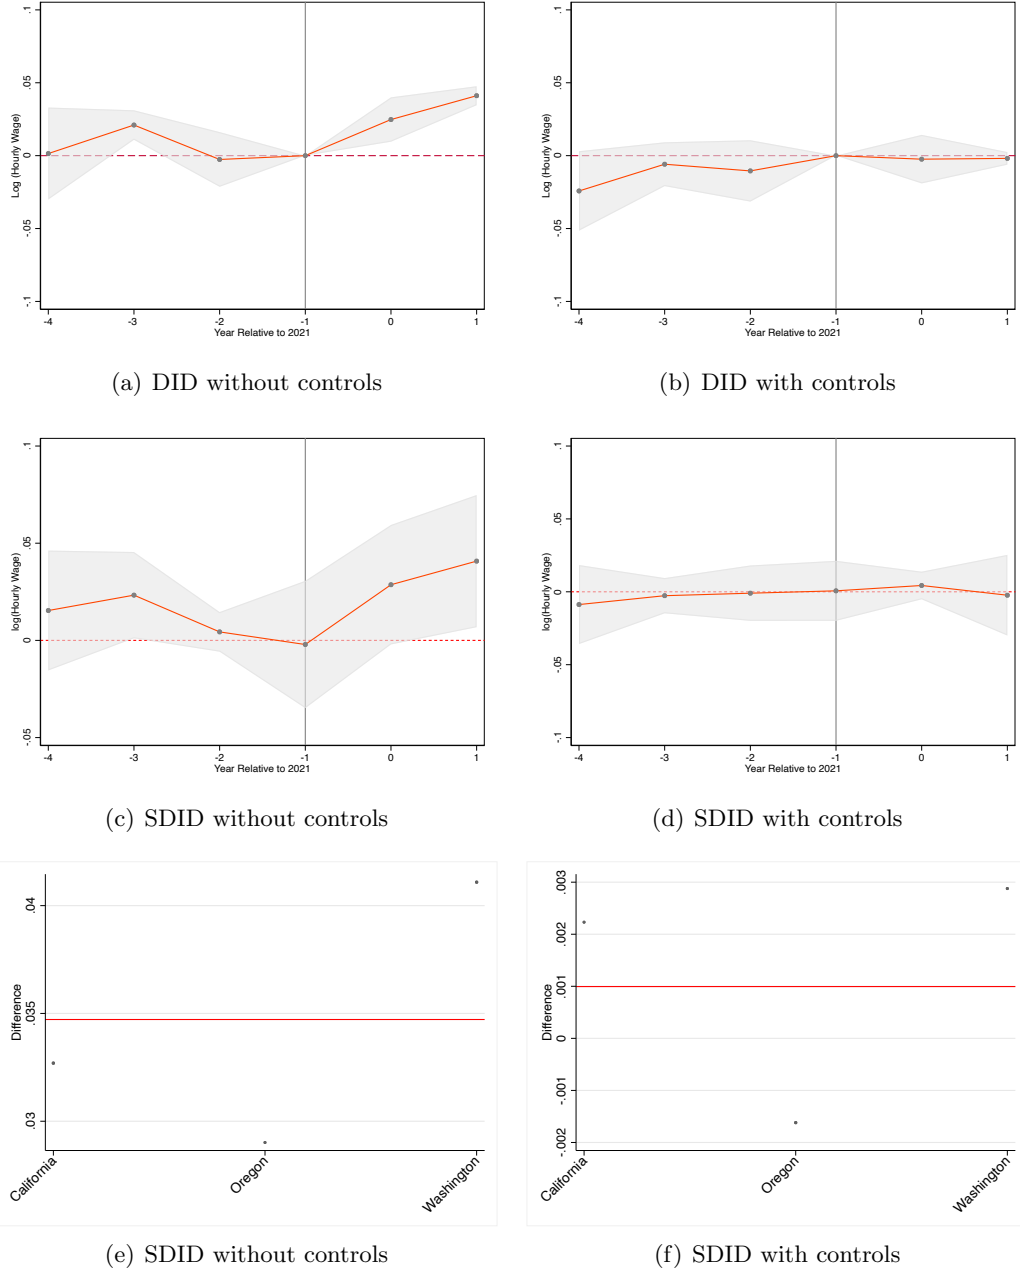 .1
.05
0
-.05
-.1
Log (Hourly Wage)
-4 -3 -2 -1 0 1
Year Relative to 2021
(a) DID without controls
.1
.05
0
-.05
-.1
Log (Hourly Wage)
-4 -3 -2 -1 0 1
Year Relative to 2021
(b) DID with controls
.1
.05
0
-.05
log(Hourly Wage)
-4 -3 -2 -1 0 1
Year Relative to 2021
(c) SDID without controls
.1
.05
0
-.05
-.1
log(Hourly Wage)
-4 -3 -2 -1 0 1
Year Relative to 2021
(d) SDID with controls
.04
.035
.03
Difference
California Oregon Washington
(e) SDID without controls
.003
.002
.001
0
-.001
-.002
Difference
California Oregon Washington
(f) SDID with controls